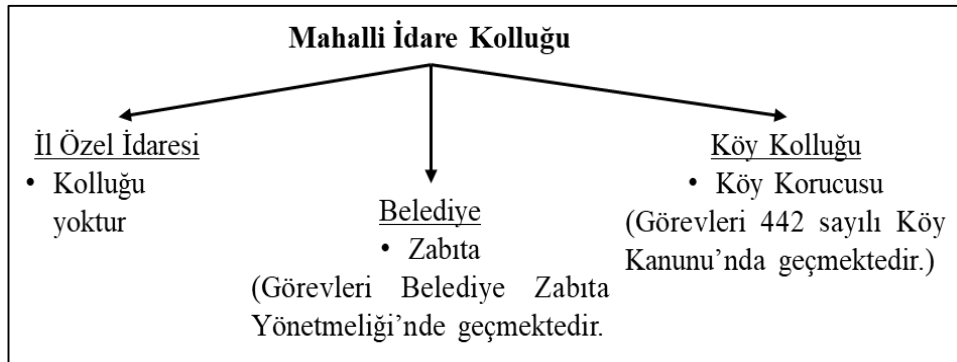 Mahalli İdare Kolluğu
İl Özel İdaresi
• Kolluğu
yoktur
Belediye
• Zabıta
(Görevleri Belediye Zabıta
Yönetmeliği’nde geçmektedir.
Köy Kolluğu
• Köy Korucusu
(Görevleri 442 sayılı Köy
Kanunu’nda geçmektedir.)